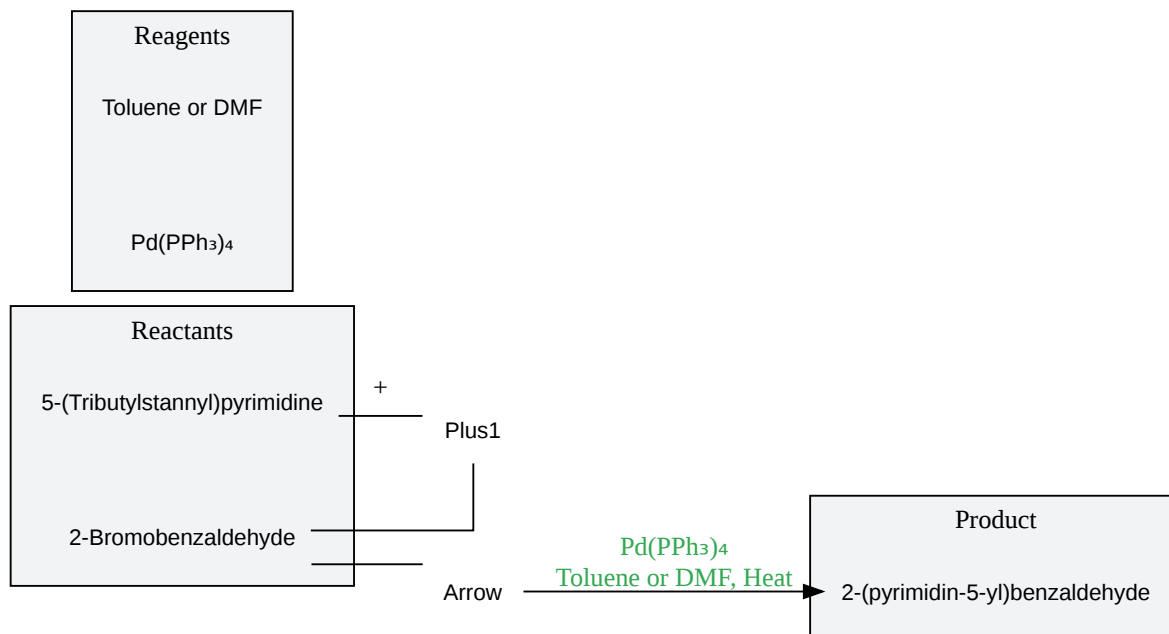 Reagents
Toluene or DMF
Pd(PPh₃)₄
Reactants
5-(Tributylstannyl)pyrimidine
+
Plus1
2-Bromobenzaldehyde
Arrow
Pd(PPh₃)₄
Toluene or DMF, Heat
Product
2-(pyrimidin-5-yl)benzaldehyde